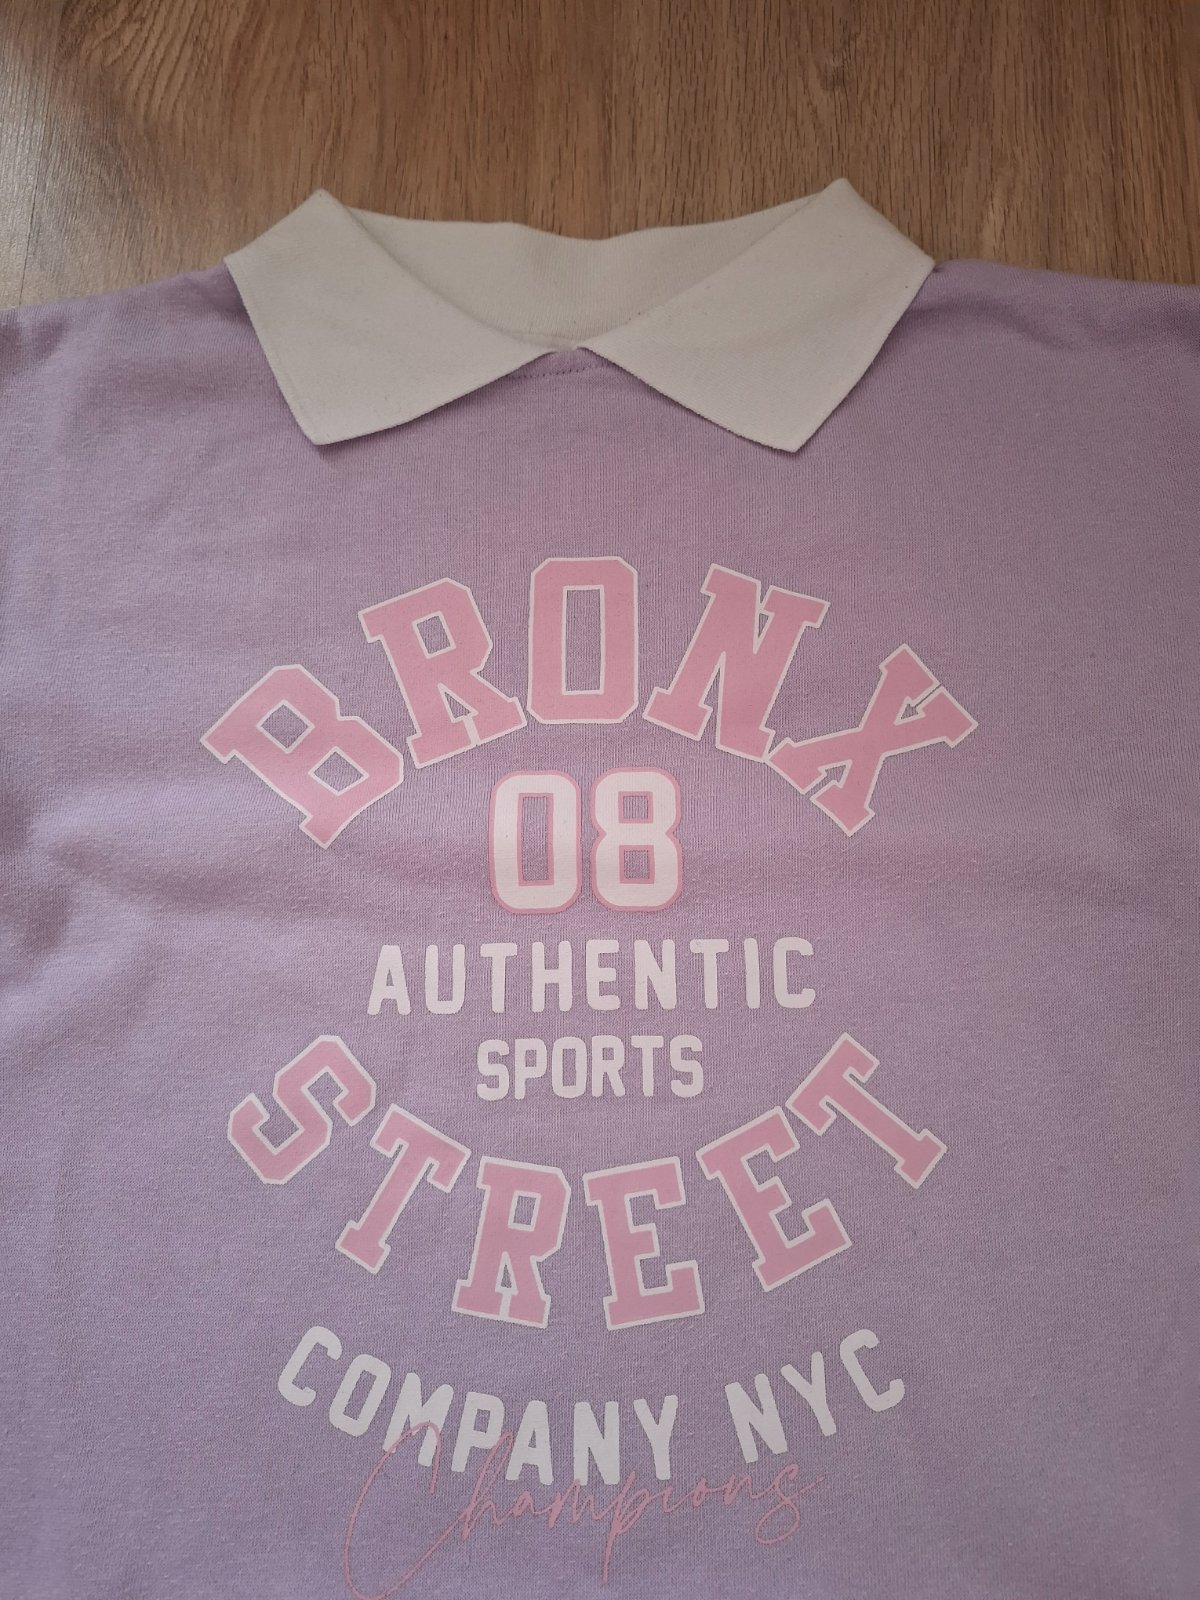 BRONX
08
AUTHENTIC
SPORTS
STREET
COMPANY NYC
Champions